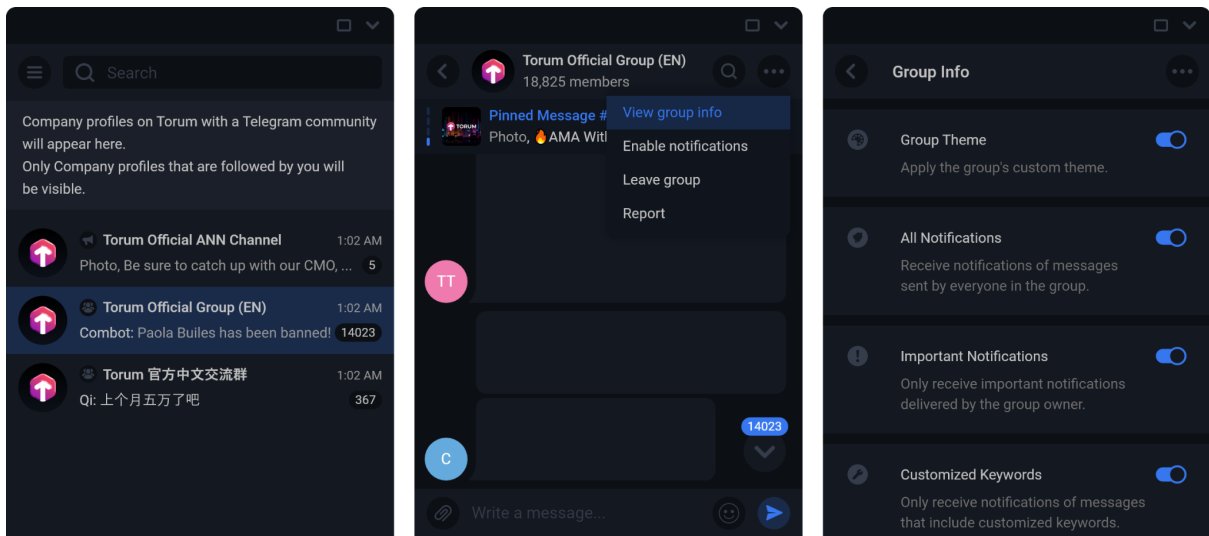 Search
Company profiles on Torum with a Telegram community
will appear here.
Only Company profiles that are followed by you will
be visible.
Torum Official ANN Channel 1:02 AM
Photo, Be sure to catch up with our CMO, ... 5
Torum Official Group (EN) 1:02 AM
Combot: Paola Builes has been banned! 14023
Torum 官方中文交流群 1:02 AM
Qi: 上个月五万了吧 367
Torum Official Group (EN)
18,825 members
TORUM
Pinned Message #
Photo, 🔥AMA Wit
View group info
Enable notifications
Leave group
Report
TT
14023
C
Write a message...
Group Info
Group Theme
Apply the group's custom theme.
All Notifications
Receive notifications of messages
sent by everyone in the group.
Important Notifications
Only receive important notifications
delivered by the group owner.
Customized Keywords
Only receive notifications of messages
that include customized keywords.